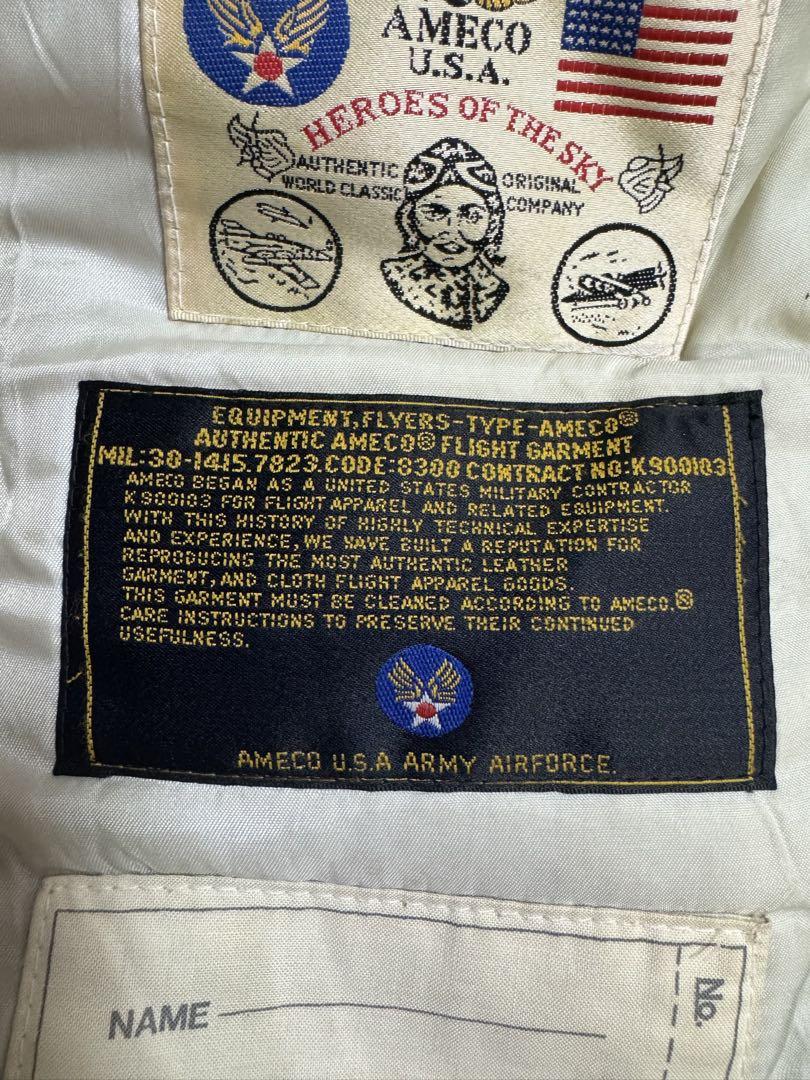 AMECO
U.S.A.
HEROES OF THE SKY
AUTHENTIC
WORLD CLASSIC
ORIGINAL
COMPANY
EQUIPMENT,FLYERS-TYPE-AMECO®
AUTHENTIC AMECO® FLIGHT GARMENT
MIL:30-1415.7823.CODE:8300 CONTRACT NO:K900103
AMECO BEGAN AS A UNITED STATES MILITARY CONTRACTOR
K900103 FOR FLIGHT APPAREL AND RELATED EQUIPMENT.
WITH THIS HISTORY OF HIGHLY TECHNICAL EXPERTISE
AND EXPERIENCE, WE HAVE BUILT A REPUTATION FOR
REPRODUCING THE MOST AUTHENTIC LEATHER
GARMENT, AND CLOTH FLIGHT APPAREL GOODS.
THIS GARMENT MUST BE CLEANED ACCORDING TO AMECO.®
CARE INSTRUCTIONS TO PRESERVE THEIR CONTINUED
USEFULNESS.
AMECO U.S.A ARMY AIRFORCE.
NAME
No.